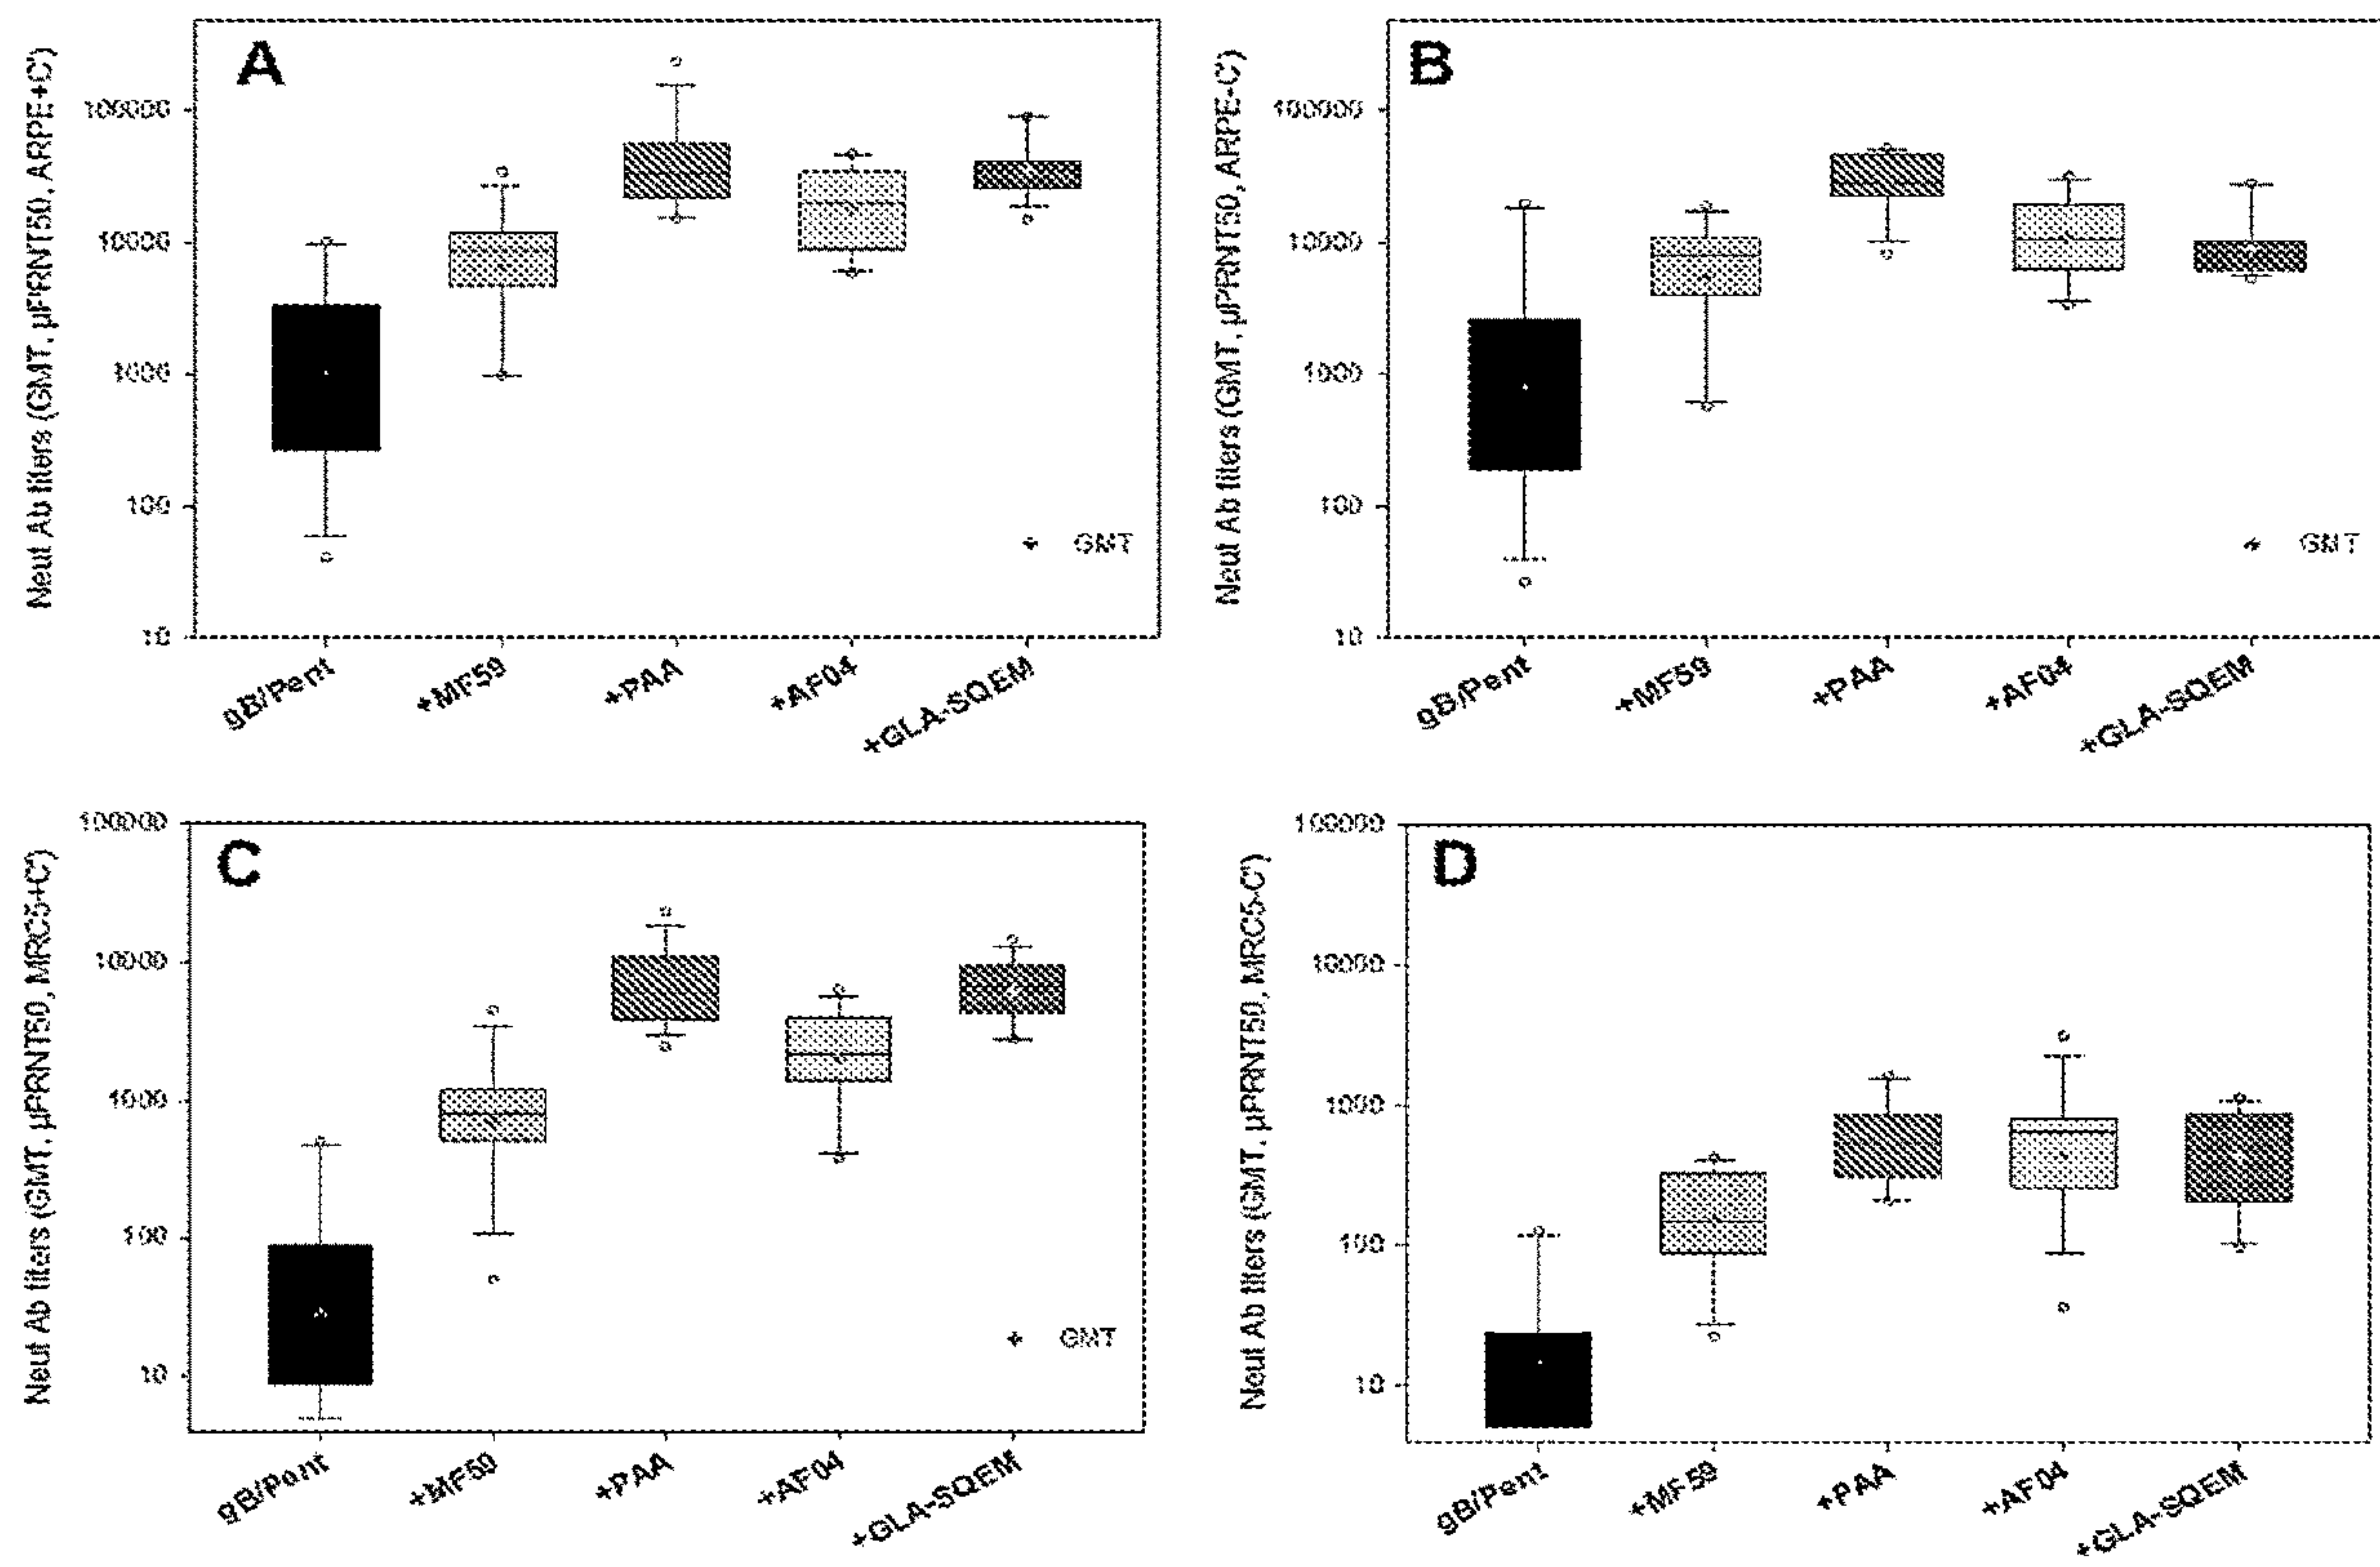 A
Neut Ab titers (GMT, µPRNT50, ARPE+C')
100000
10000
1000
100
10
GMT
gB/Pent
+MF59
+PAA
+AF04
+GLA-SQEM
B
Neut Ab titers (GMT, µPRNT50, ARPE-C')
100000
10000
1000
100
10
GMT
gB/Pent
+MF59
+PAA
+AF04
+GLA-SQEM
C
Neut Ab titers (GMT, µPRNT50, MRC5+C')
100000
10000
1000
100
10
GMT
gB/Pent
+MF59
+PAA
+AF04
+GLA-SQEM
D
Neut Ab titers (GMT, µPRNT50, MRC5-C')
100000
10000
1000
100
10
gB/Pent
+MF59
+PAA
+AF04
+GLA-SQEM